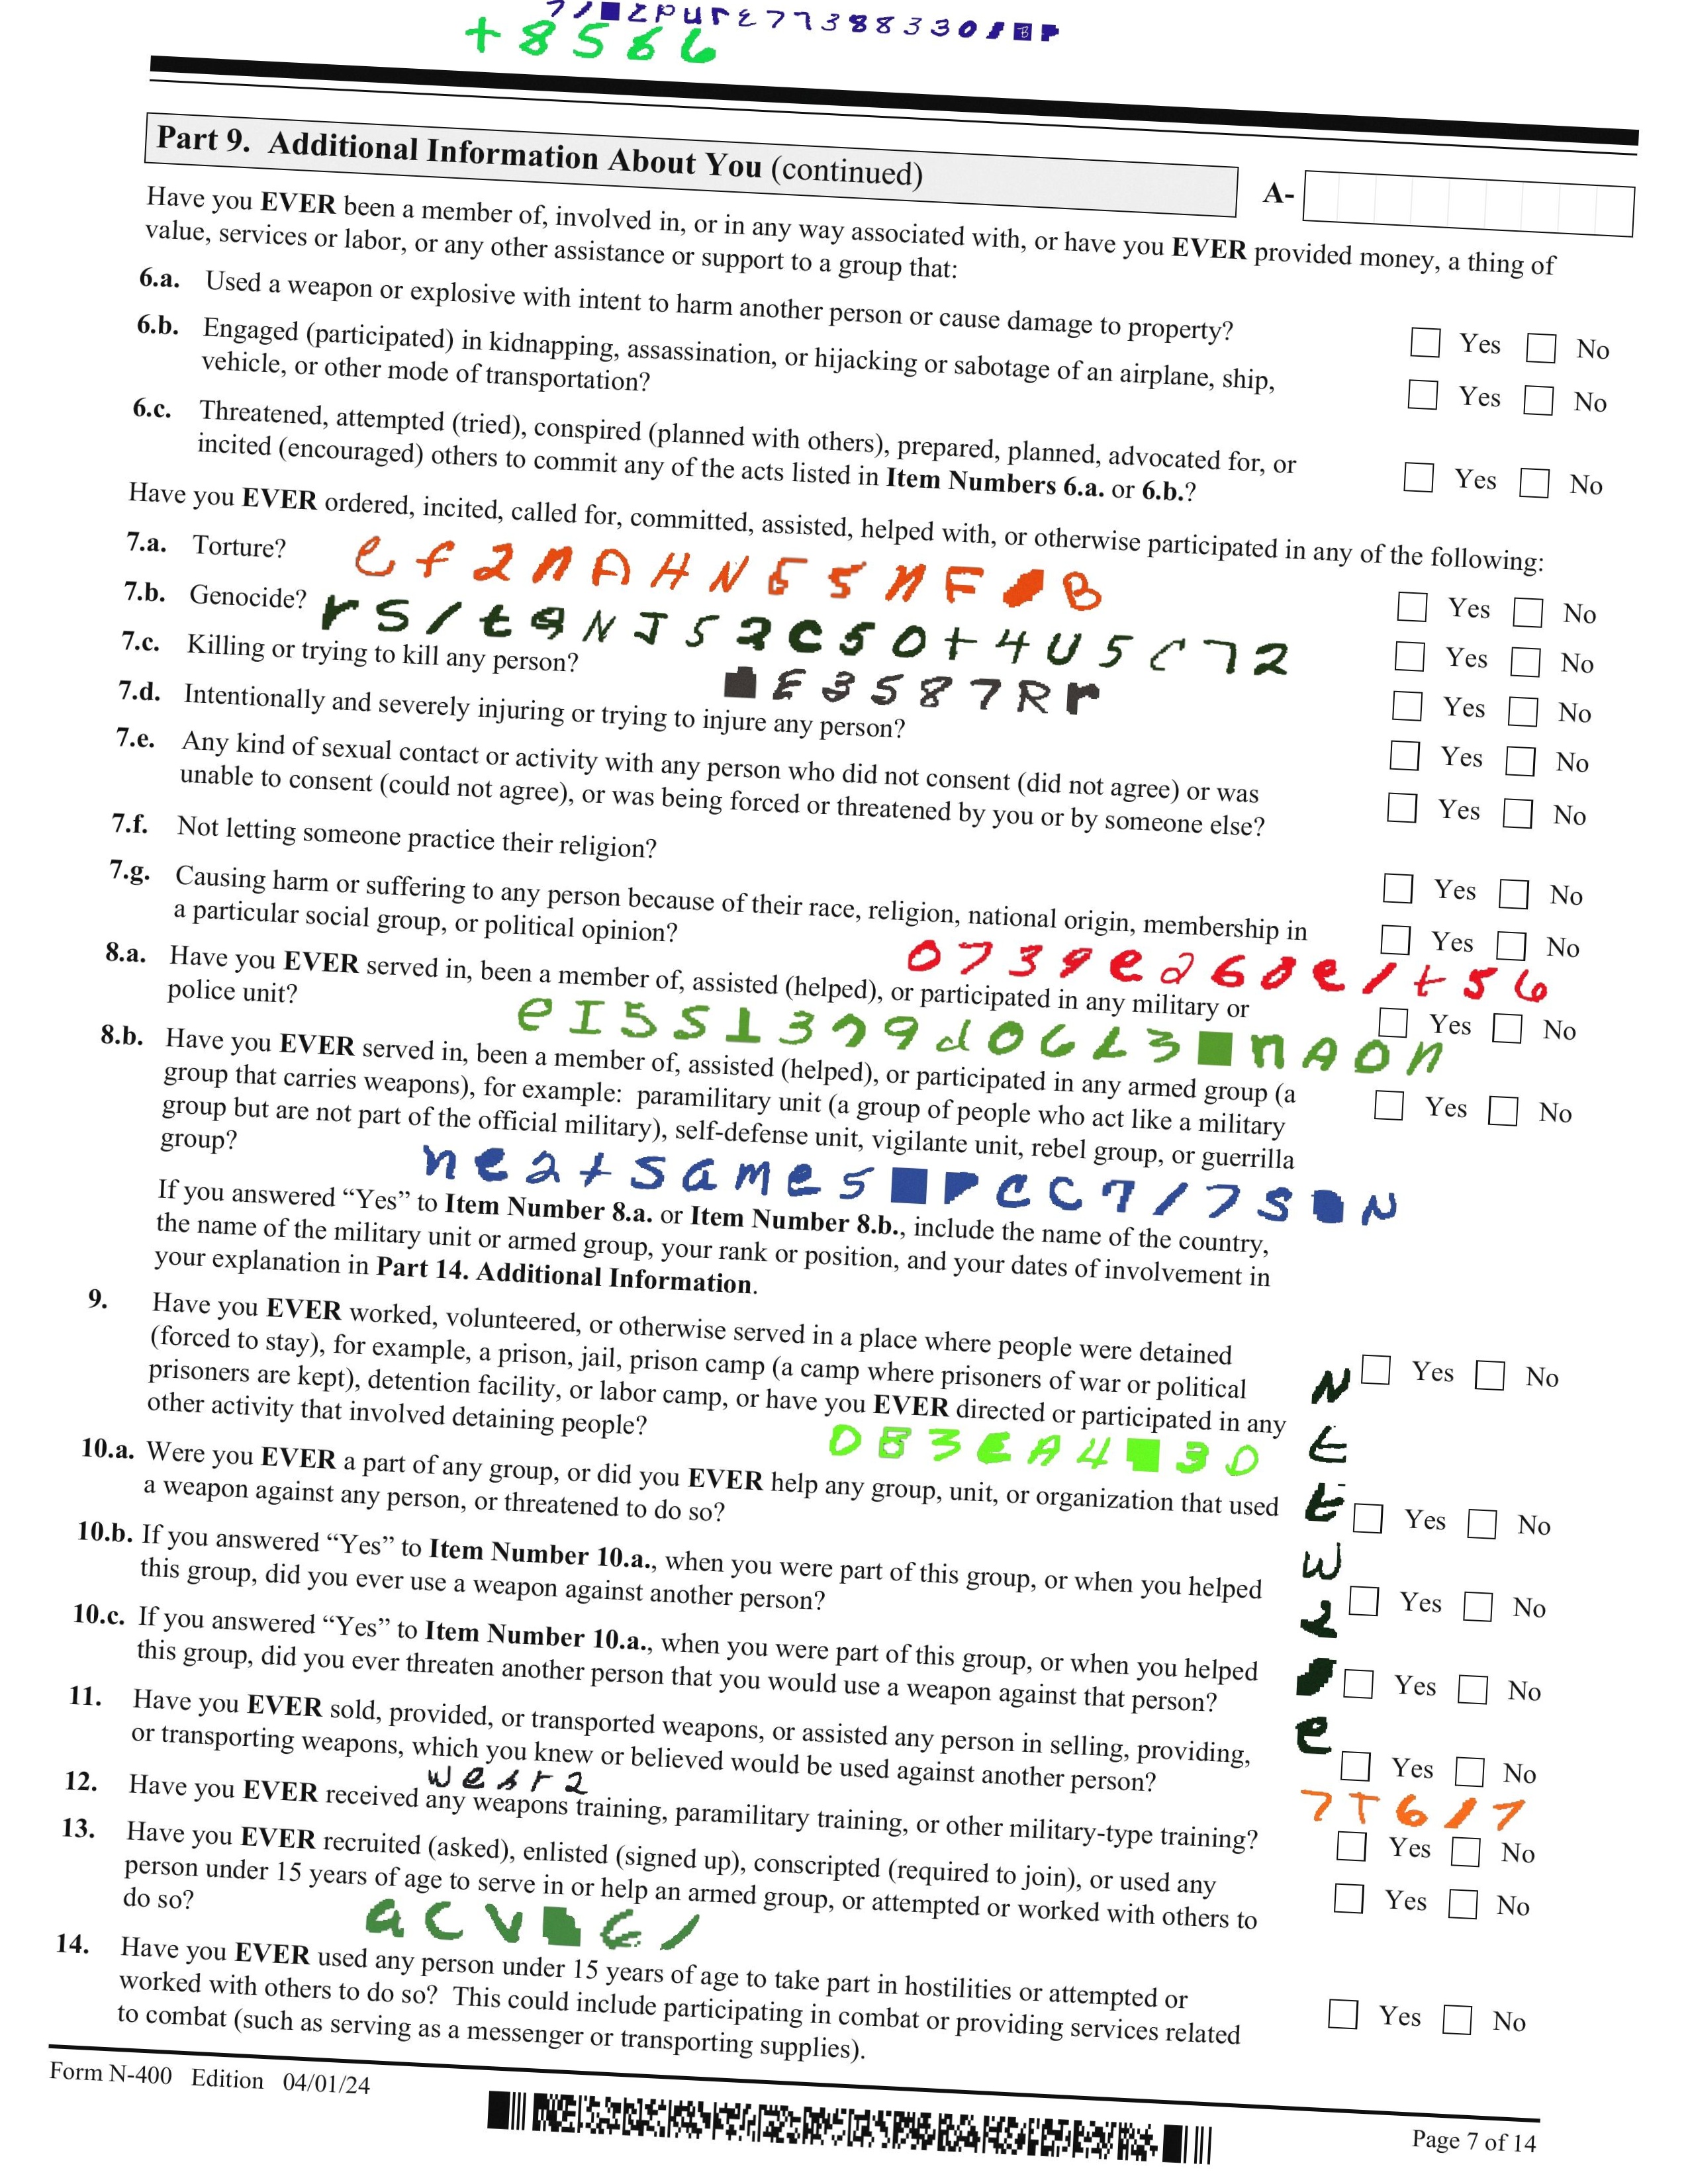 +8566
Part 9. Additional Information About You (continued)
A-
Have you EVER been a member of, involved in, or in any way associated with, or have you EVER provided money, a thing of
value, services or labor, or any other assistance or support to a group that:
6.a. Used a weapon or explosive with intent to harm another person or cause damage to property? Yes No
6.b. Engaged (participated) in kidnapping, assassination, or hijacking or sabotage of an airplane, ship,
vehicle, or other mode of transportation? Yes No
6.c. Threatened, attempted (tried), conspired (planned with others), prepared, planned, advocated for, or
incited (encouraged) others to commit any of the acts listed in Item Numbers 6.a. or 6.b.? Yes No
Have you EVER ordered, incited, called for, committed, assisted, helped with, or otherwise participated in any of the following:
7.a. Torture? Yes No
7.b. Genocide? Yes No
7.c. Killing or trying to kill any person? Yes No
7.d. Intentionally and severely injuring or trying to injure any person? Yes No
7.e. Any kind of sexual contact or activity with any person who did not consent (did not agree) or was
unable to consent (could not agree), or was being forced or threatened by you or by someone else? Yes No
7.f. Not letting someone practice their religion? Yes No
7.g. Causing harm or suffering to any person because of their race, religion, national origin, membership in
a particular social group, or political opinion? Yes No
8.a. Have you EVER served in, been a member of, assisted (helped), or participated in any military or
police unit? Yes No
8.b. Have you EVER served in, been a member of, assisted (helped), or participated in any armed group (a
group that carries weapons), for example: paramilitary unit (a group of people who act like a military
group but are not part of the official military), self-defense unit, vigilante unit, rebel group, or guerrilla
group? Yes No
If you answered “Yes” to Item Number 8.a. or Item Number 8.b., include the name of the country,
the name of the military unit or armed group, your rank or position, and your dates of involvement in
your explanation in Part 14. Additional Information.
9. Have you EVER worked, volunteered, or otherwise served in a place where people were detained
(forced to stay), for example, a prison, jail, prison camp (a camp where prisoners of war or political
prisoners are kept), detention facility, or labor camp, or have you EVER directed or participated in any
other activity that involved detaining people? Yes No
10.a. Were you EVER a part of any group, or did you EVER help any group, unit, or organization that used
a weapon against any person, or threatened to do so? Yes No
10.b. If you answered “Yes” to Item Number 10.a., when you were part of this group, or when you helped
this group, did you ever use a weapon against another person? Yes No
10.c. If you answered “Yes” to Item Number 10.a., when you were part of this group, or when you helped
this group, did you ever threaten another person that you would use a weapon against that person? Yes No
11. Have you EVER sold, provided, or transported weapons, or assisted any person in selling, providing,
or transporting weapons, which you knew or believed would be used against another person? Yes No
7T6/7
12. Have you EVER received any weapons training, paramilitary training, or other military-type training? Yes No
13. Have you EVER recruited (asked), enlisted (signed up), conscripted (required to join), or used any
person under 15 years of age to serve in or help an armed group, or attempted or worked with others to
do so? Yes No
14. Have you EVER used any person under 15 years of age to take part in hostilities or attempted or
worked with others to do so? This could include participating in combat or providing services related
to combat (such as serving as a messenger or transporting supplies). Yes No
Form N-400 Edition 04/01/24
Page 7 of 14